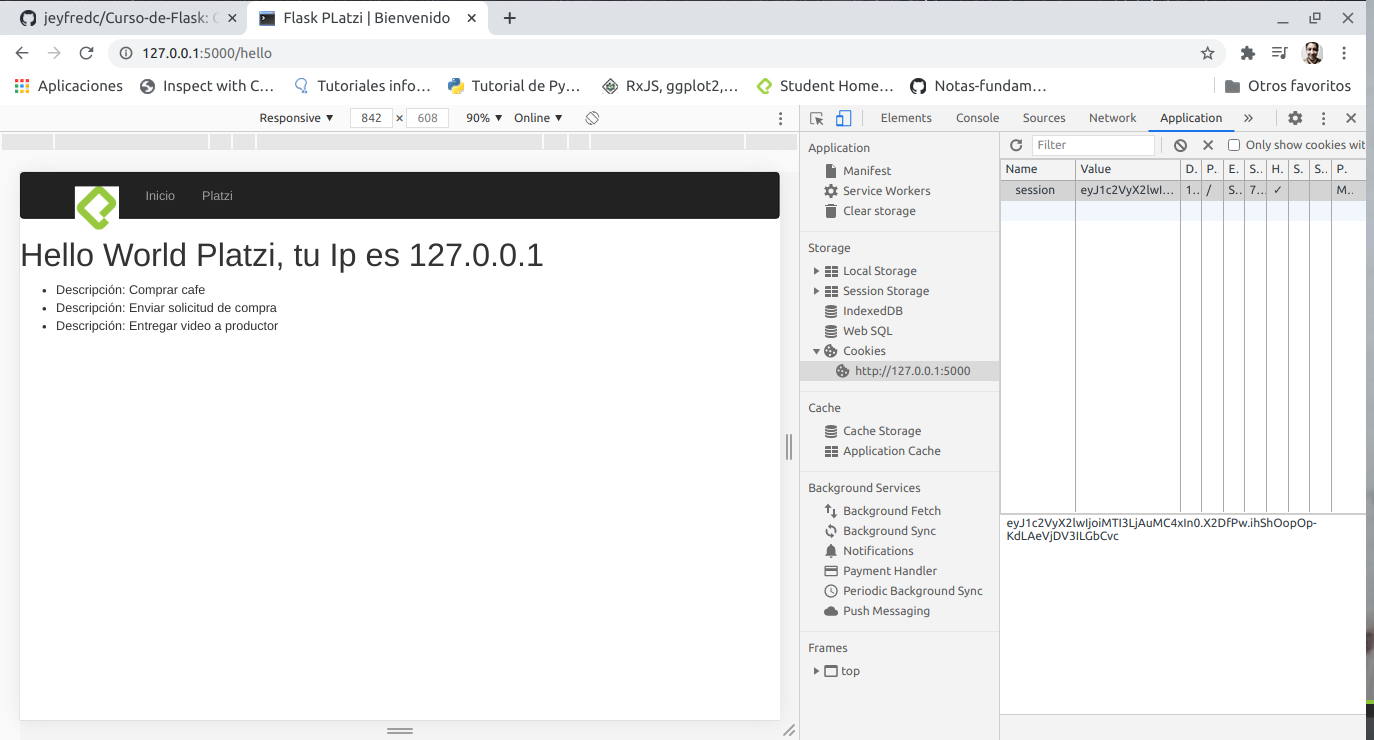 jeyfredc/Curso-de-Flask: C
Flask PLatzi | Bienvenido
127.0.0.1:5000/hello
Aplicaciones
Inspect with C...
Tutoriales info...
Tutorial de Py...
RxJS, ggplot2,...
Student Home...
Notas-fundam...
Otros favoritos
Responsive
842 × 608
90%
Online
Elements
Console
Sources
Network
Application
Inicio
Platzi
Hello World Platzi, tu Ip es 127.0.0.1
Descripción: Comprar cafe
Descripción: Enviar solicitud de compra
Descripción: Entregar video a productor
Application
Manifest
Service Workers
Clear storage
Storage
Local Storage
Session Storage
IndexedDB
Web SQL
Cookies
http://127.0.0.1:5000
Cache
Cache Storage
Application Cache
Background Services
Background Fetch
Background Sync
Notifications
Payment Handler
Periodic Background Sync
Push Messaging
Frames
top
Filter
Only show cookies wit
Name Value D. P. E. S. H. S. S. P.
session eyJ1c2VyX2lwI... 1... / S.. 7... ✓ M..
eyJ1c2VyX2lwIjoiMTI3LjAuMC4xIn0.X2DfPw.ihShOopOp-
KdLAeVjDV3ILGbCvc